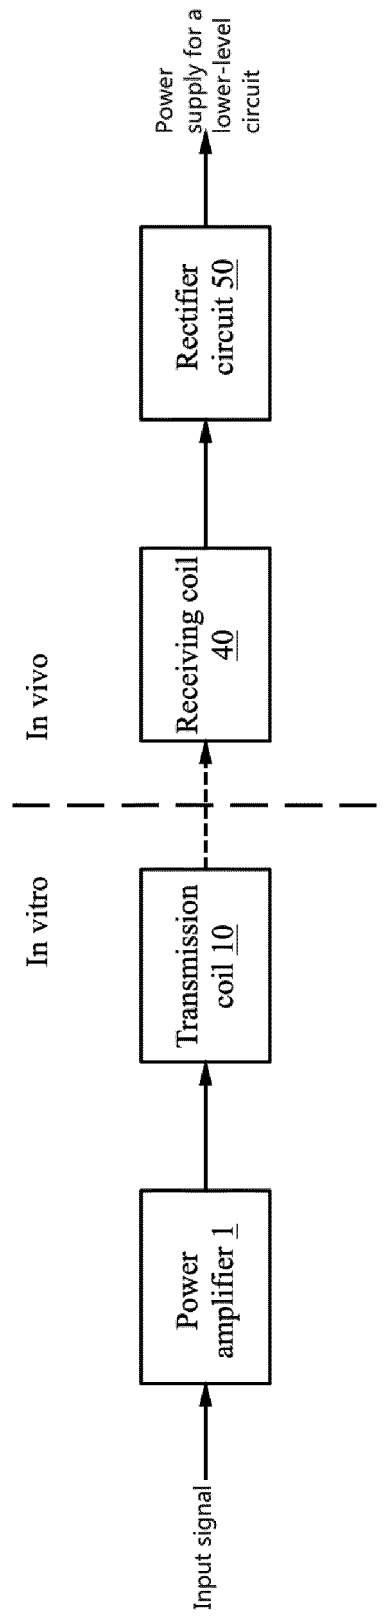 In vitro
In vivo
Input signal
Power
amplifier 1
Transmission
coil 10
Receiving coil
40
Rectifier
circuit 50
Power
supply for a
lower-level
circuit